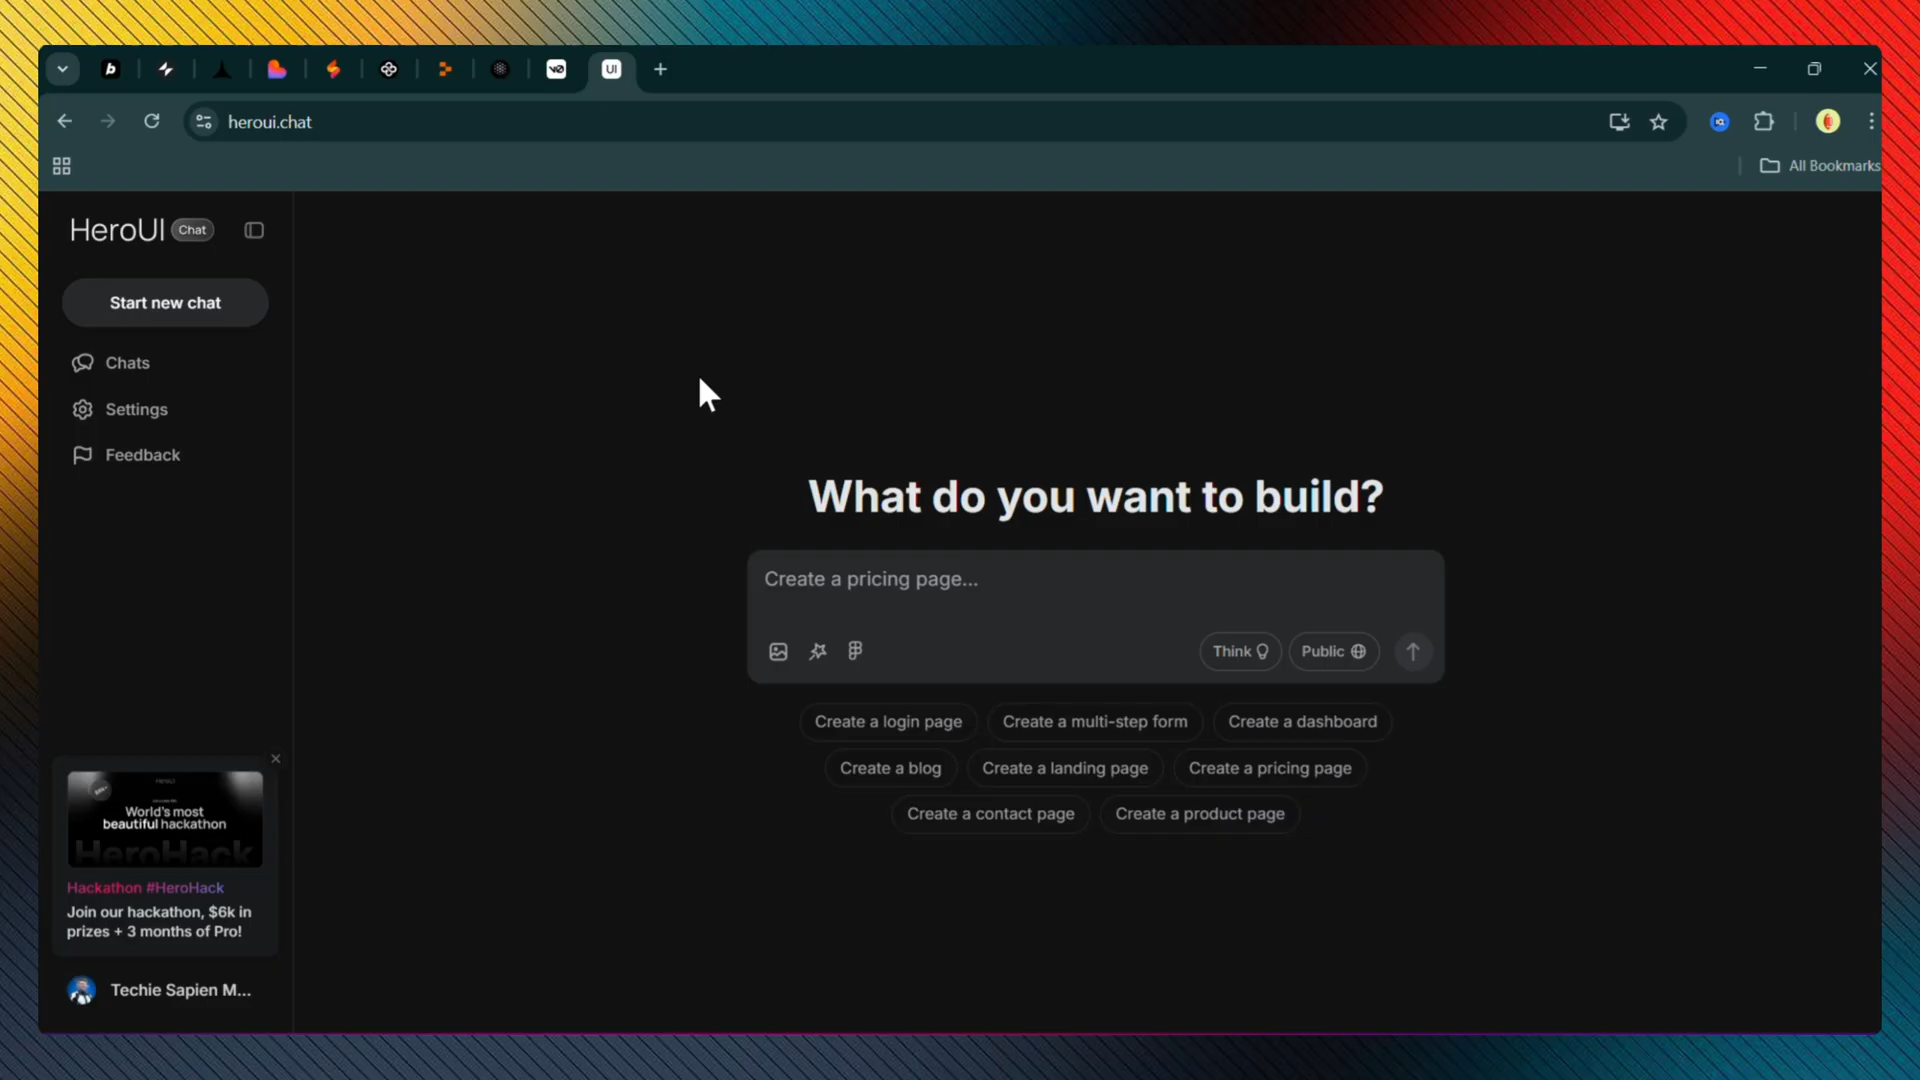 b
v0
UI
heroui.chat
All Bookmarks
HeroUI Chat
Start new chat
Chats
Settings
Feedback
What do you want to build?
Create a pricing page...
Think
Public
Create a login page
Create a multi-step form
Create a dashboard
Create a blog
Create a landing page
Create a pricing page
Create a contact page
Create a product page
HeroUI
World's most
beautiful hackathon
HeroHack
Hackathon #HeroHack
Join our hackathon, $6k in
prizes + 3 months of Pro!
Techie Sapien M...